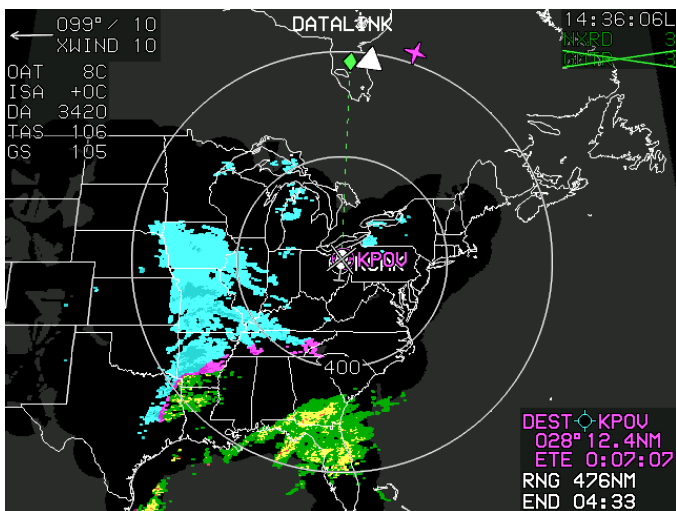 099°/ 10
XWIND 10
DATALINK
14:36:06L
NXRD 3
OAT 8C
ISA +0C
DA 3420
TAS 106
GS 105
KPOV
400
DEST KPOV
028° 12.4NM
ETE 0:07:07
RNG 476NM
END 04:33